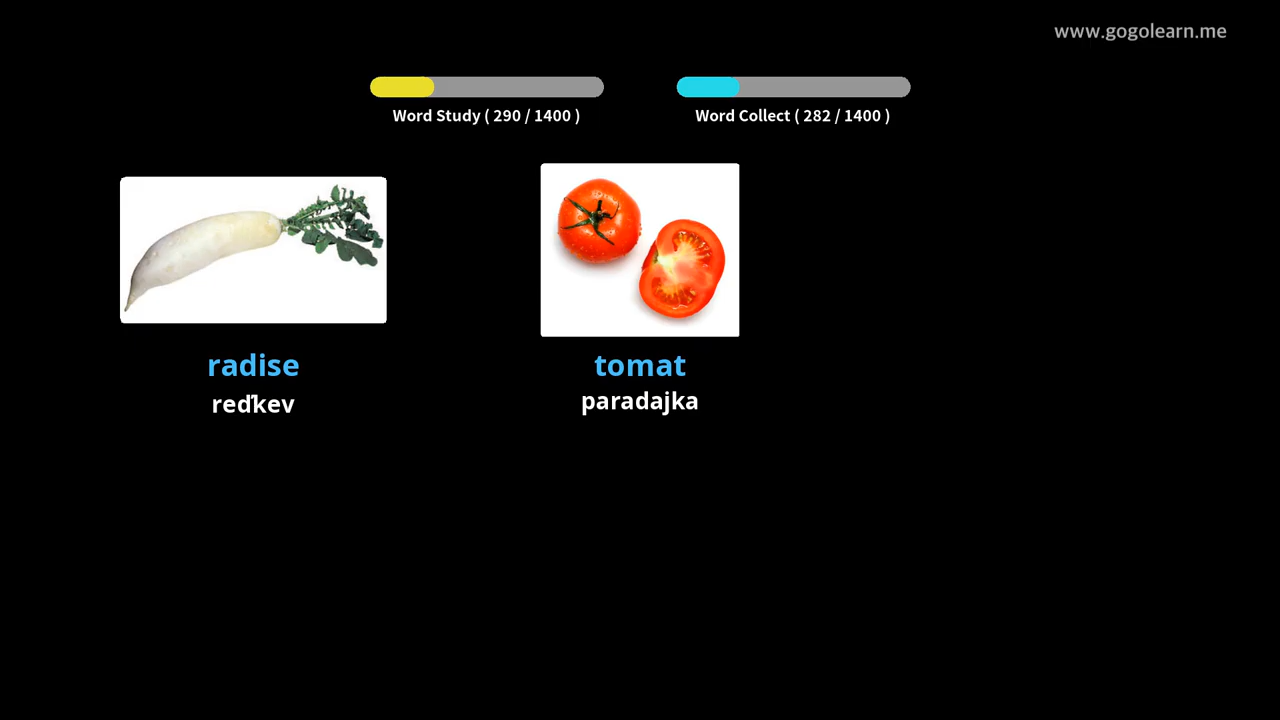 www.gogolearn.me
Word Study ( 290 / 1400 )
Word Collect ( 282 / 1400 )
radise
reďkev
tomat
paradajka